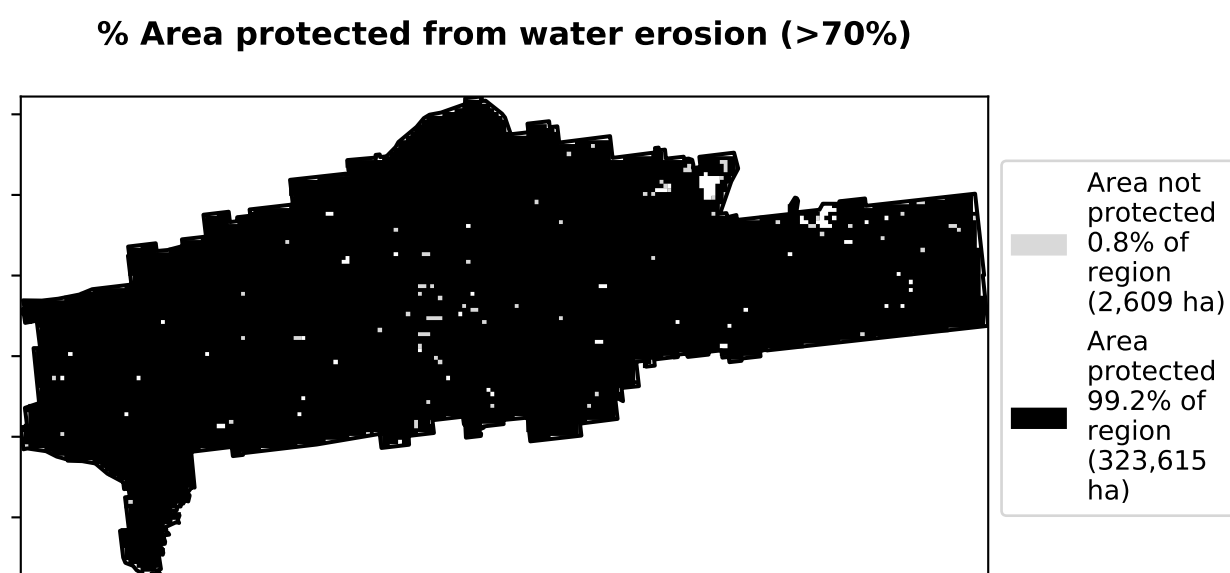 % Area protected from water erosion (>70%)
Area not
protected
0.8% of
region
(2,609 ha)
Area
protected
99.2% of
region
(323,615
ha)